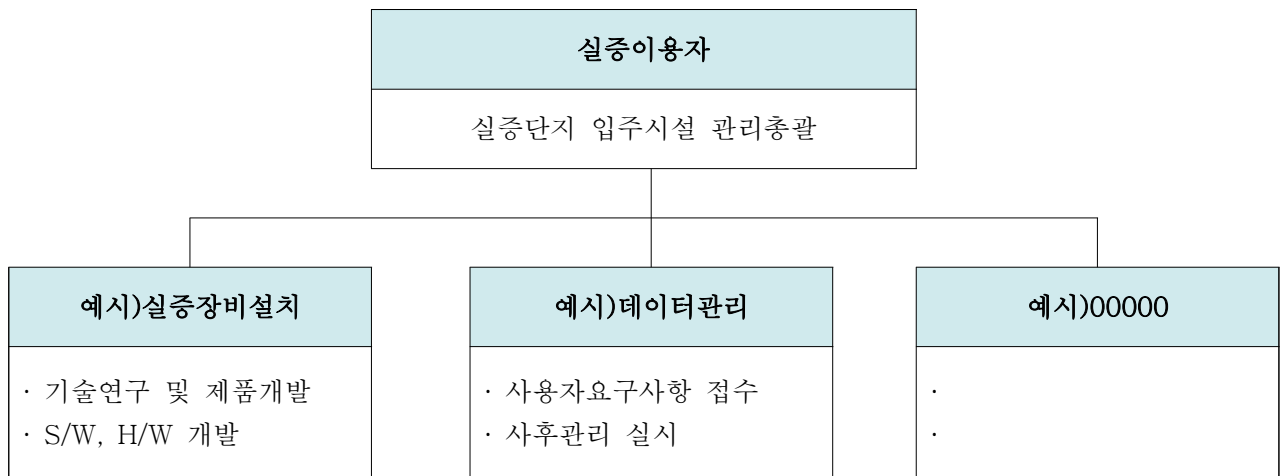 실증이용자
실증단지 입주시설 관리총괄
예시)실증장비설치
· 기술연구 및 제품개발
· S/W, H/W 개발
예시)데이터관리
· 사용자요구사항 접수
· 사후관리 실시
예시)00000
·
·